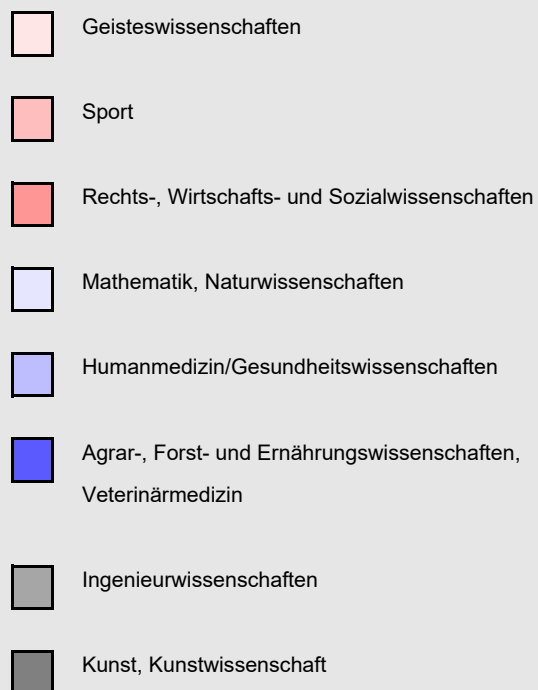 Geisteswissenschaften
Sport
Rechts-, Wirtschafts- und Sozialwissenschaften
Mathematik, Naturwissenschaften
Humanmedizin/Gesundheitswissenschaften
Agrar-, Forst- und Ernährungswissenschaften,
Veterinärmedizin
Ingenieurwissenschaften
Kunst, Kunstwissenschaft